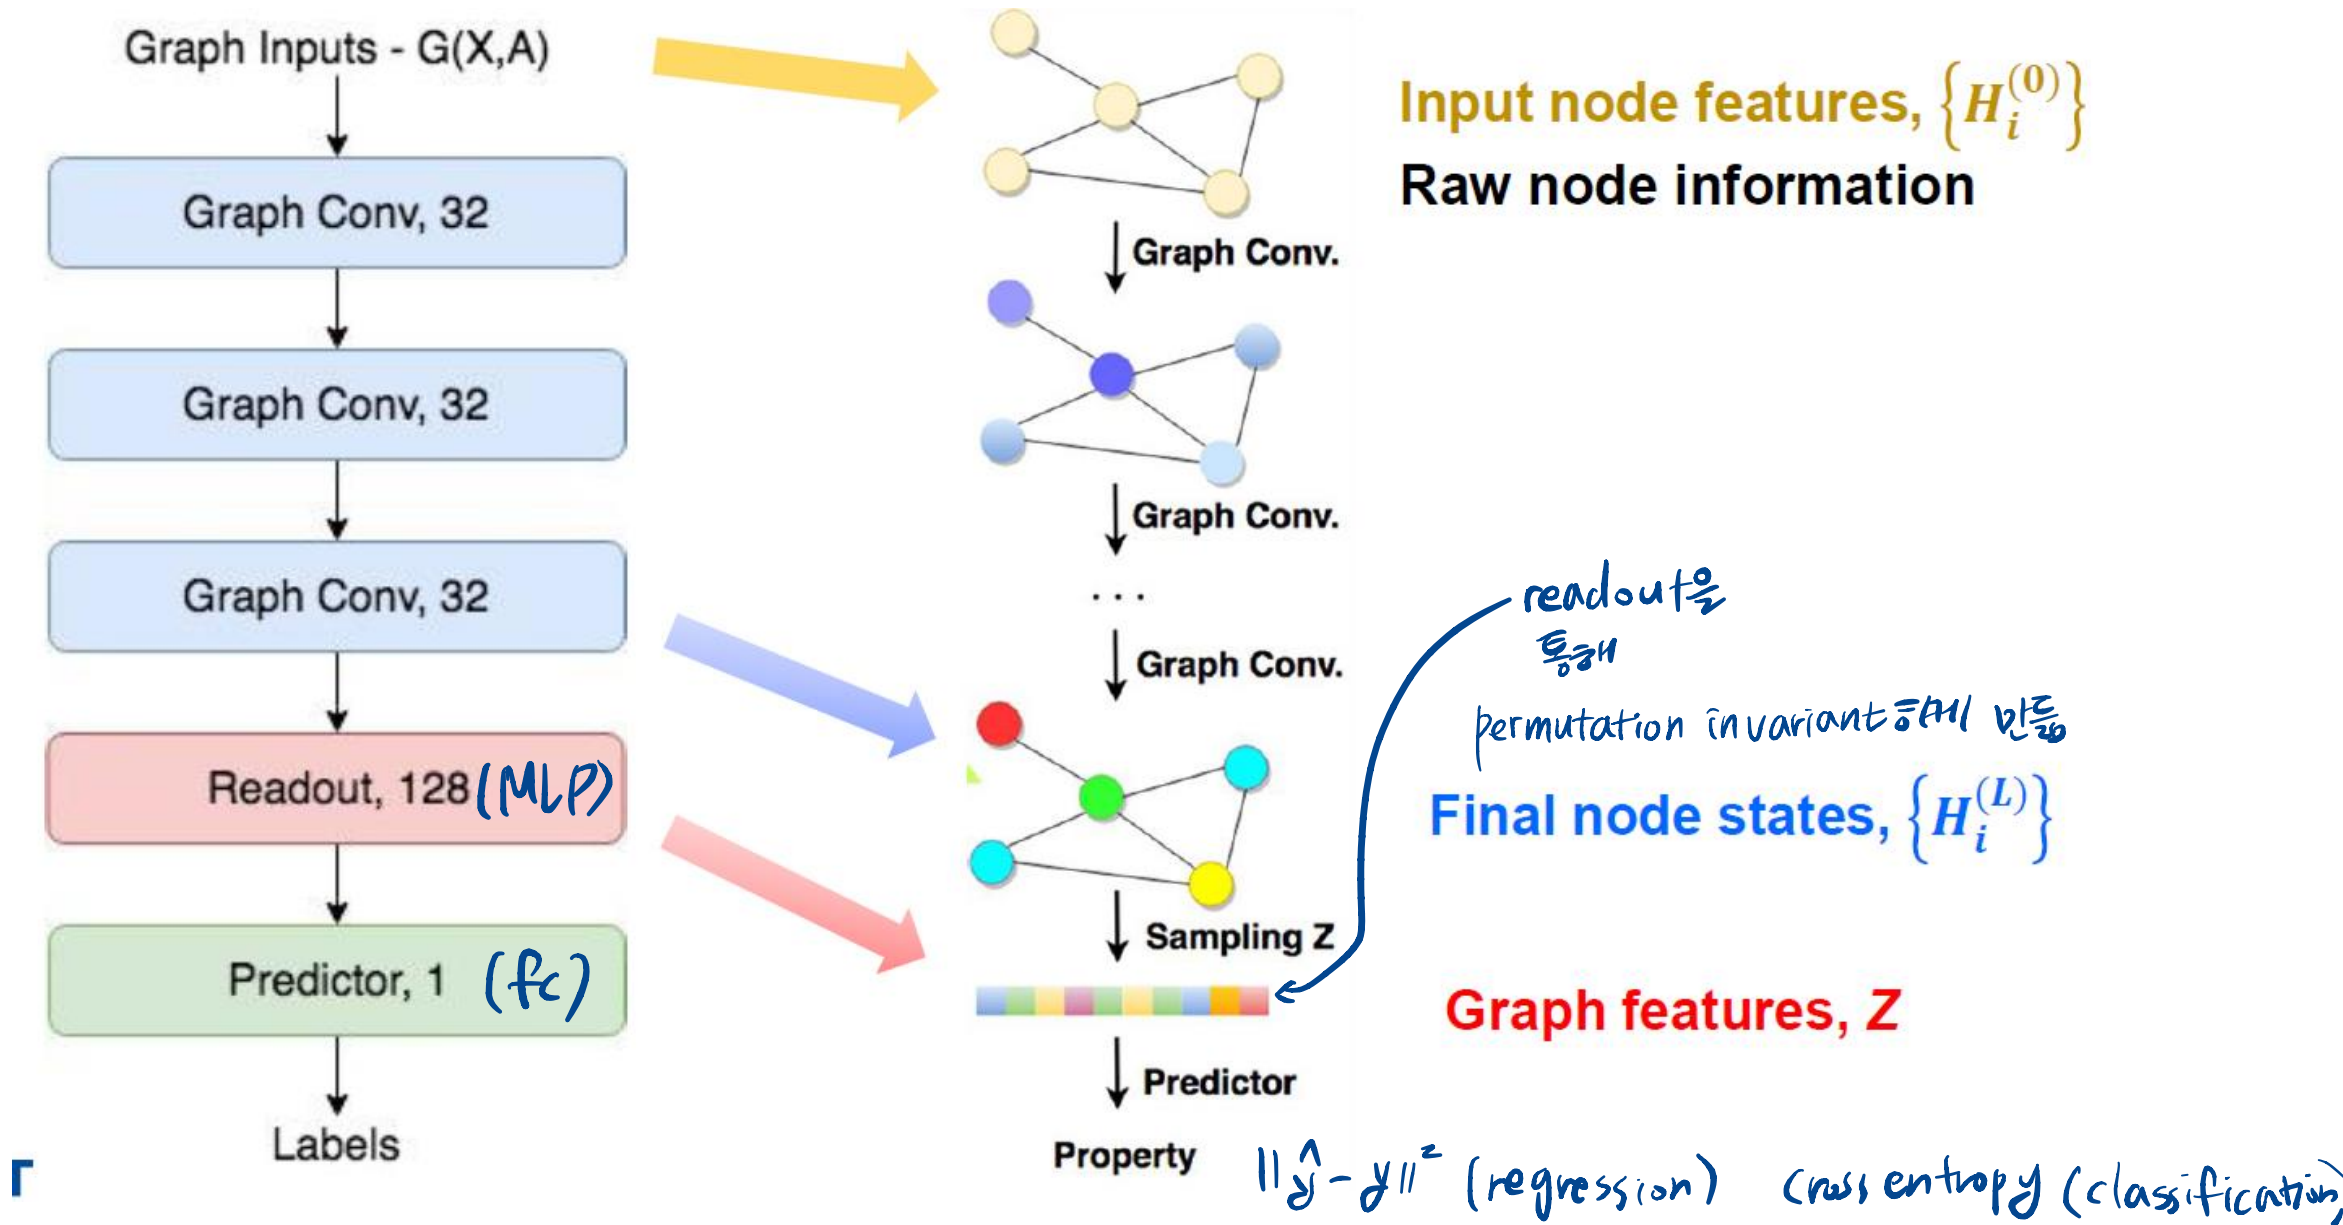 Graph Inputs - G(X,A)
Graph Conv, 32
Graph Conv, 32
Graph Conv, 32
Readout, 128 (MLP)
Predictor, 1 (fc)
Labels
Graph Conv.
Graph Conv.
...
Graph Conv.
Sampling Z
Predictor
Property
Input node features, {H_i^(0)}
Raw node information
readout을
통해
permutation invariant하게 만듦
Final node states, {H_i^(L)}
Graph features, Z
||ŷ-y||² (regression) cross entropy (classification)